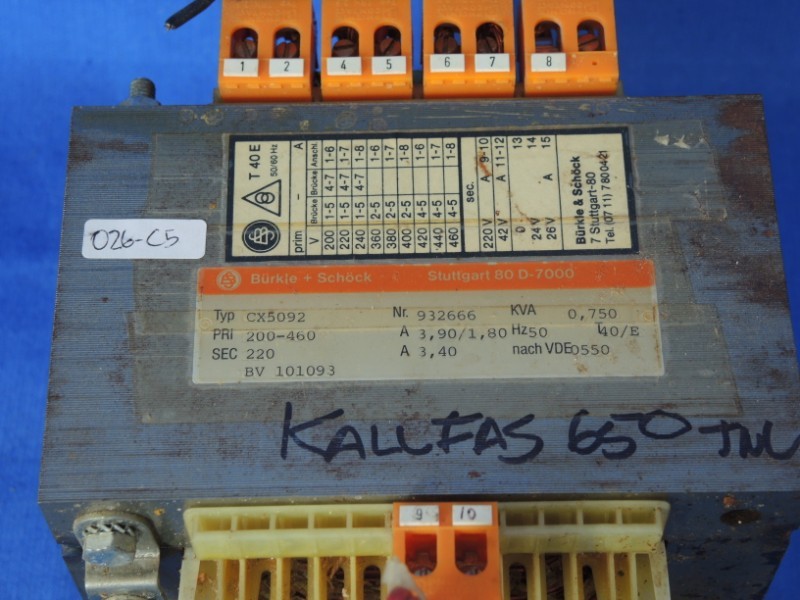 1 2 4 5 6 7 8
T 40 E
50/60 Hz
prim – A
V Brücke Brücke Anschl.
200 1-5 4-7 1-6
220 1-5 4-7 1-7
240 1-5 4-7 1-8
360 2-5 1-6
380 2-5 1-7
400 2-5 1-8
420 4-5 1-6
440 4-5 1-7
460 4-5 1-8
sec.
220 V A 9-10
42 V A 11-12
13
24 V 14
26 V A 15
Bürkle & Schöck
7 Stuttgart-80
Tel. (07 11) 7800421
026-C5
Bürkle + Schöck Stuttgart 80 D-7000
Typ CX5092 Nr. 932666 KVA 0,750
PRI 200-460 A 3,90/1,80 Hz 50 T40/E
SEC 220 A 3,40 nach VDE 0550
BV 101093
KALLFAS 650
9 10